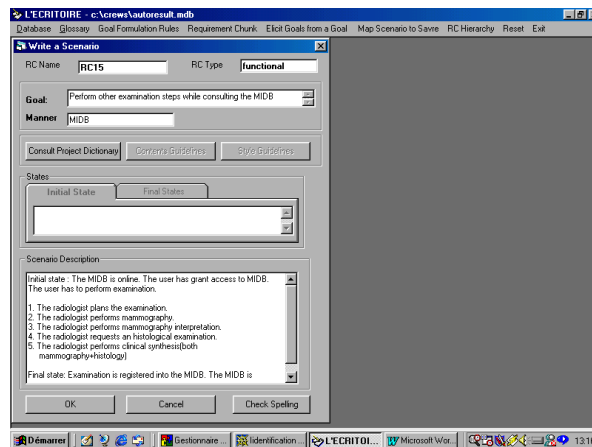 L'ECRITOIRE - c:\crews\autoresult.mdb
Database Glossary Goal Formulation Rules Requirement Chunk Elicit Goals from a Goal Map Scenario to Savre RC Hierarchy Reset Exit
Write a Scenario
RC Name RC15 RC Type functional
Goal: Perform other examination steps while consulting the MIDB
Manner MIDB
Consult Project Dictionary Contents Guidelines Style Guidelines
States
Initial State Final States
Scenario Description
Initial state : The MIDB is online. The user has grant access to MIDB.
The user has to perform examination.
1. The radiologist plans the examination.
2. The radiologist performs mammography.
3. The radiologist performs mammography interpretation.
4. The radiologist requests an histological examination.
5. The radiologist performs clinical synthesis(both
mammography+histology)
Final state: Examination is registered into the MIDB. The MIDB is
OK Cancel Check Spelling
Démarrer Gestionnaire ... Iidentification ... L'ECRITOI... Microsoft Wor... 13:16